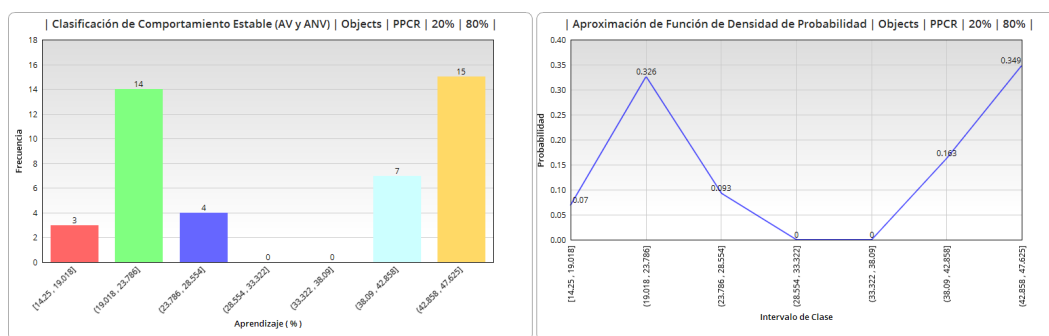 | Clasificación de Comportamiento Estable (AV y ANV) | Objects | PPCR | 20% | 80% |
18
16
14
12
10
8
6
4
2
0
Frecuencia
3
14
4
0
0
7
15
[14.25 , 19.018]
(19.018 , 23.786]
(23.786 , 28.554]
(28.554 , 33.322]
(33.322 , 38.09]
(38.09 , 42.858]
(42.858 , 47.625]
Aprendizaje ( % )
| Aproximación de Función de Densidad de Probabilidad | Objects | PPCR | 20% | 80% |
0.40
0.35
0.30
0.25
0.20
0.15
0.10
0.05
0.00
Probabilidad
0.07
0.326
0.093
0
0
0.163
0.349
[14.25 , 19.018]
(19.018 , 23.786]
(23.786 , 28.554]
(28.554 , 33.322]
(33.322 , 38.09]
(38.09 , 42.858]
(42.858 , 47.625]
Intervalo de Clase